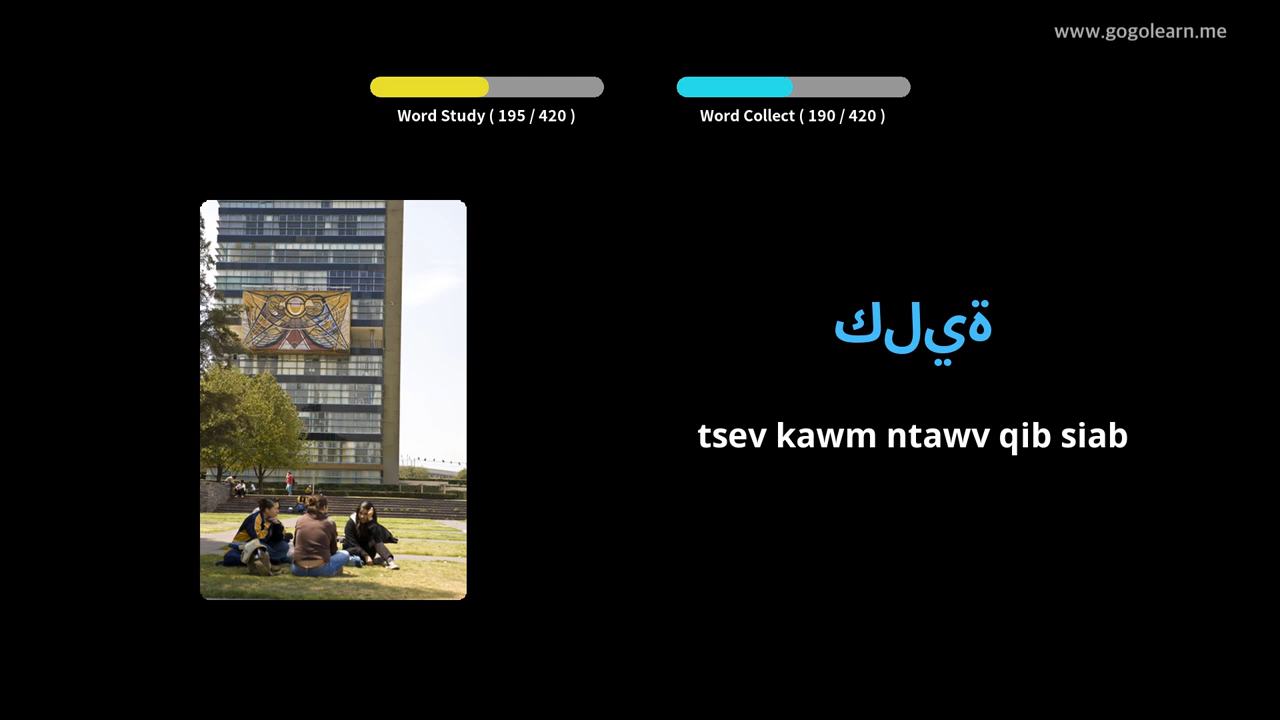 www.gogolearn.me
Word Study ( 195 / 420 )
Word Collect ( 190 / 420 )
كلية
tsev kawm ntawv qib siab